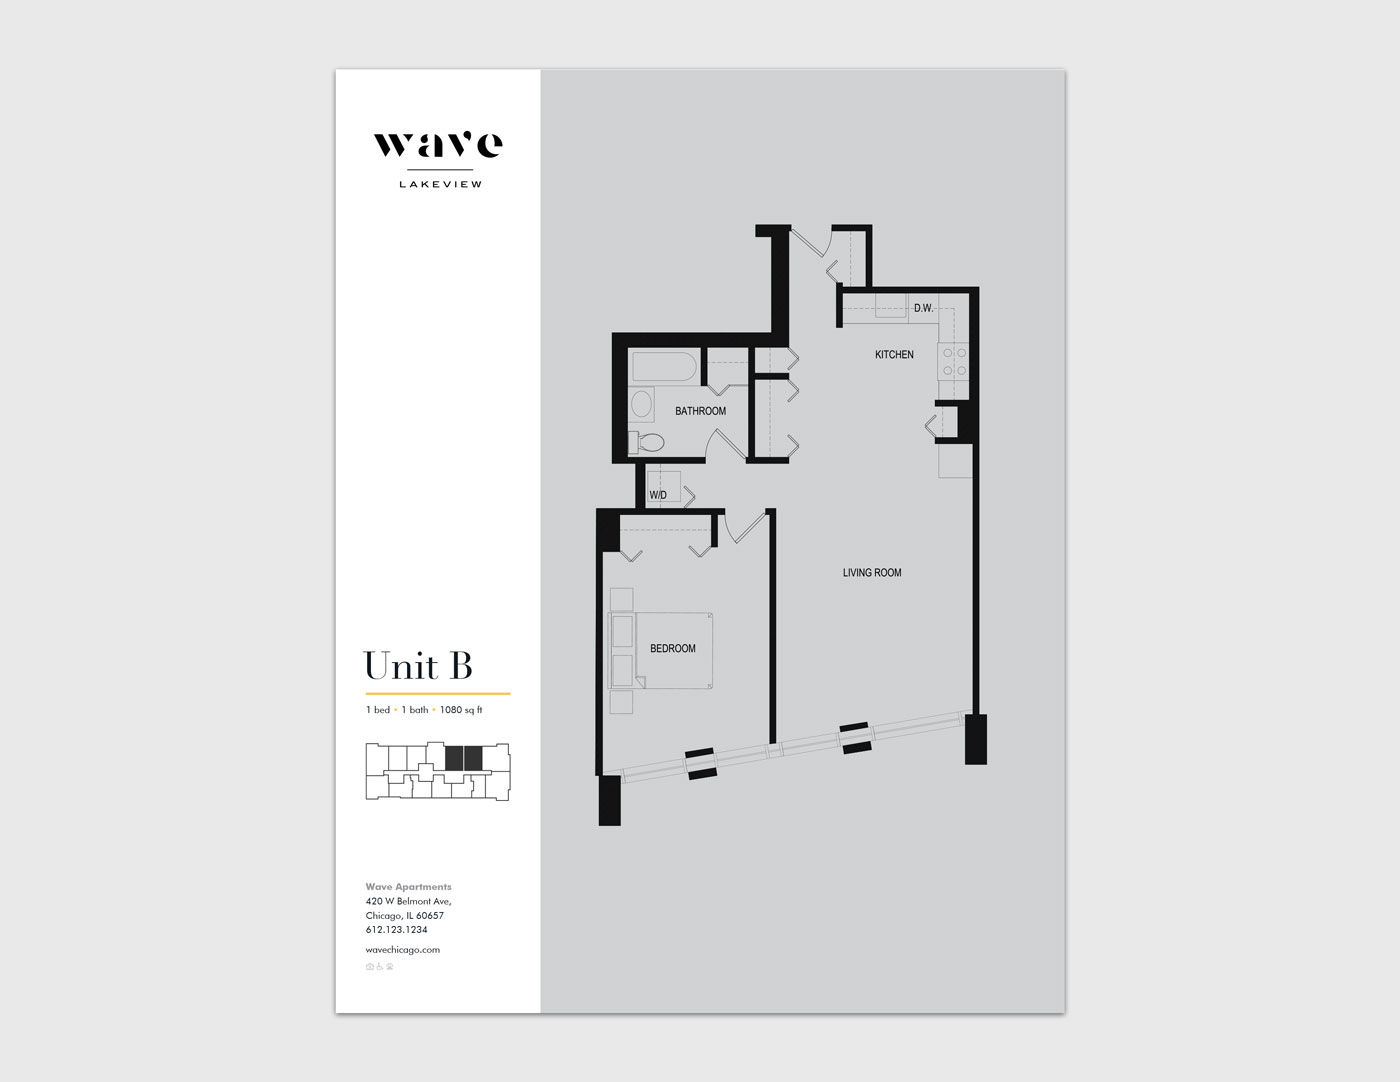 wave
LAKEVIEW
Unit B
1 bed • 1 bath • 1080 sq ft
Wave Apartments
420 W Belmont Ave,
Chicago, IL 60657
612.123.1234
wavechicago.com
D.W.
KITCHEN
BATHROOM
W/D
LIVING ROOM
BEDROOM